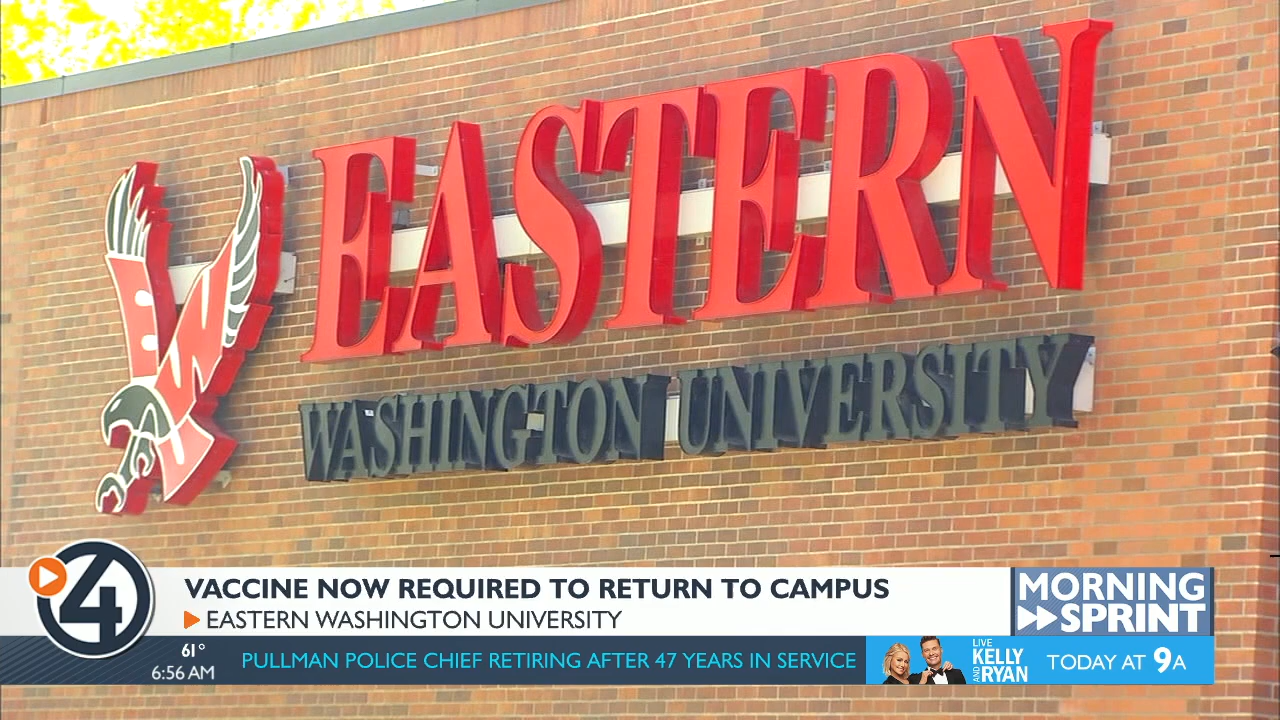 EASTERN
WASHINGTON UNIVERSITY
EW
4
VACCINE NOW REQUIRED TO RETURN TO CAMPUS
EASTERN WASHINGTON UNIVERSITY
MORNING
SPRINT
61°
6:56 AM
PULLMAN POLICE CHIEF RETIRING AFTER 47 YEARS IN SERVICE
LIVE
KELLY
AND RYAN
TODAY AT 9A